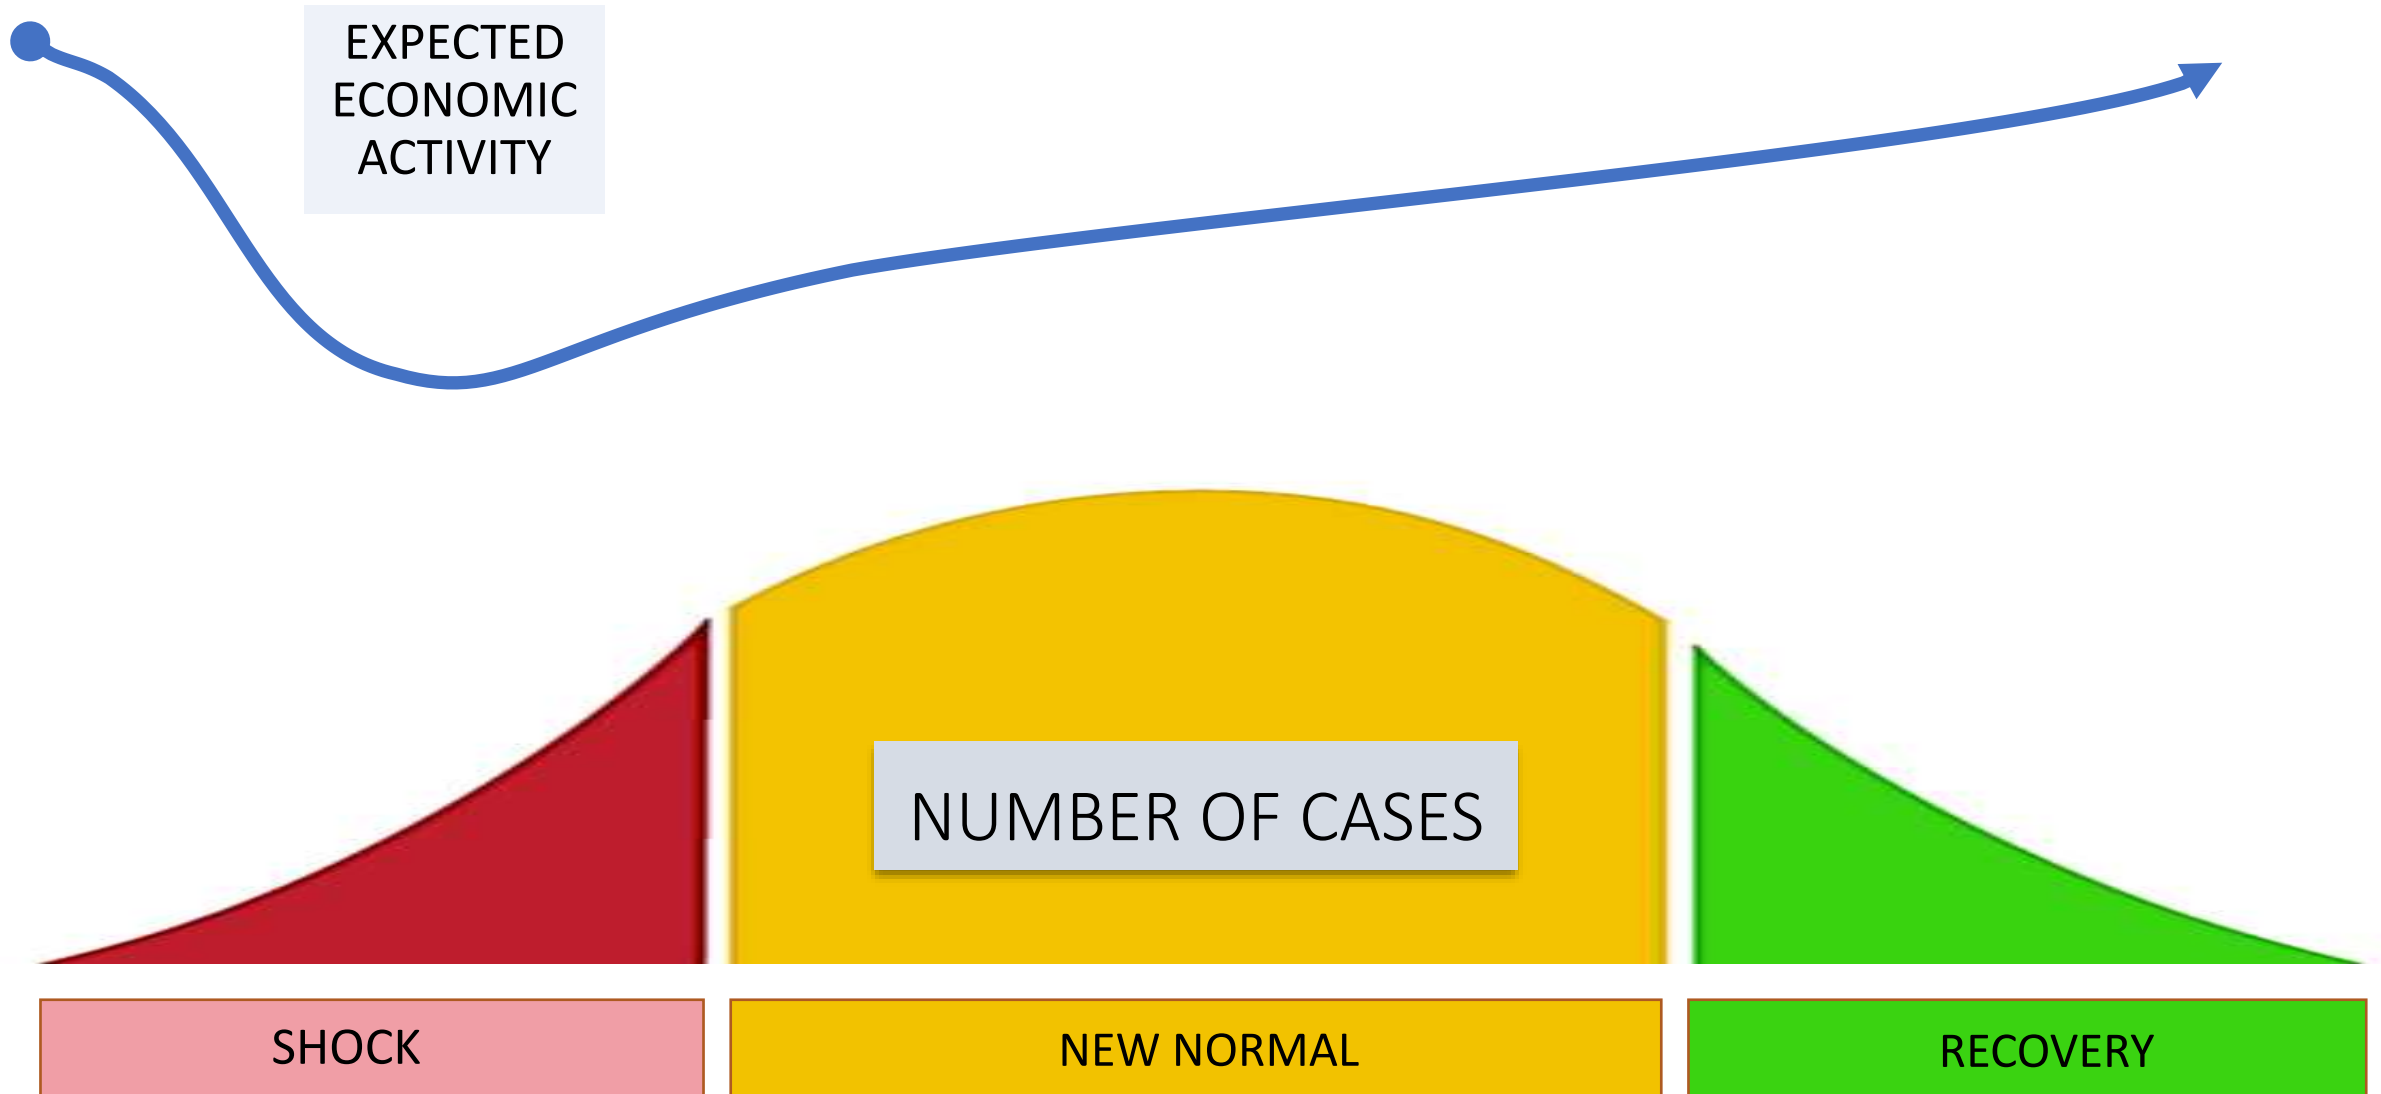 EXPECTED
ECONOMIC
ACTIVITY
NUMBER OF CASES
SHOCK
NEW NORMAL
RECOVERY